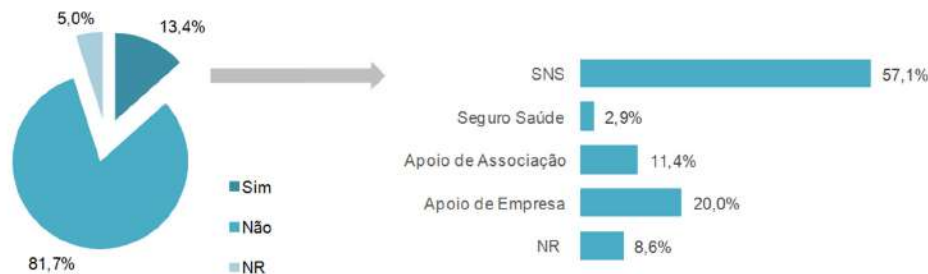 5,0%
13,4%
81,7%
Sim
Não
NR
SNS 57,1%
Seguro Saúde 2,9%
Apoio de Associação 11,4%
Apoio de Empresa 20,0%
NR 8,6%